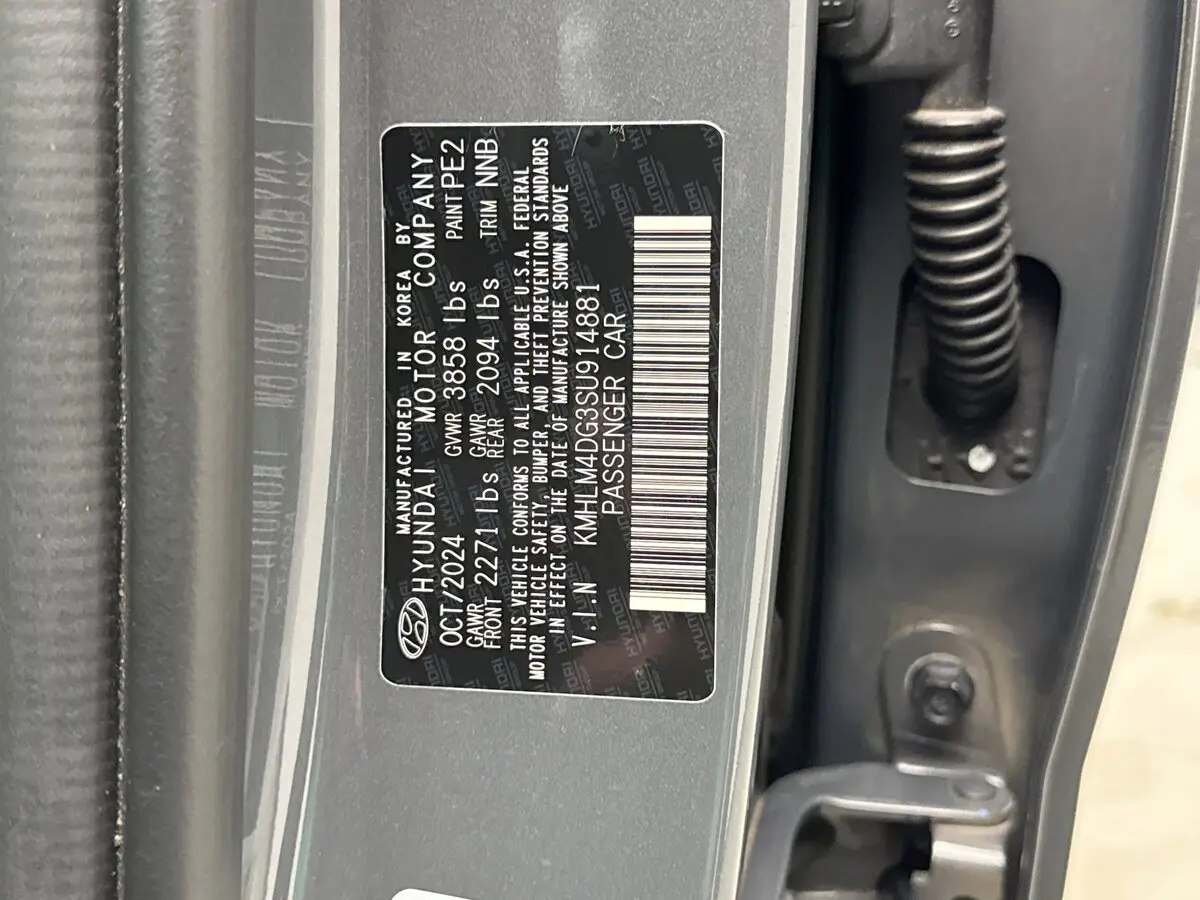 MANUFACTURED IN KOREA BY
HYUNDAI MOTOR COMPANY
OCT/2024 GVWR 3858 lbs PAINT PE2
GAWR FRONT 2271 lbs GAWR REAR 2094 lbs TRIM NNB
THIS VEHICLE CONFORMS TO ALL APPLICABLE U.S.A. FEDERAL
MOTOR VEHICLE SAFETY, BUMPER, AND THEFT PREVENTION STANDARDS
IN EFFECT ON THE DATE OF MANUFACTURE SHOWN ABOVE
V.I.N KMHLM4DG3SU914881
PASSENGER CAR